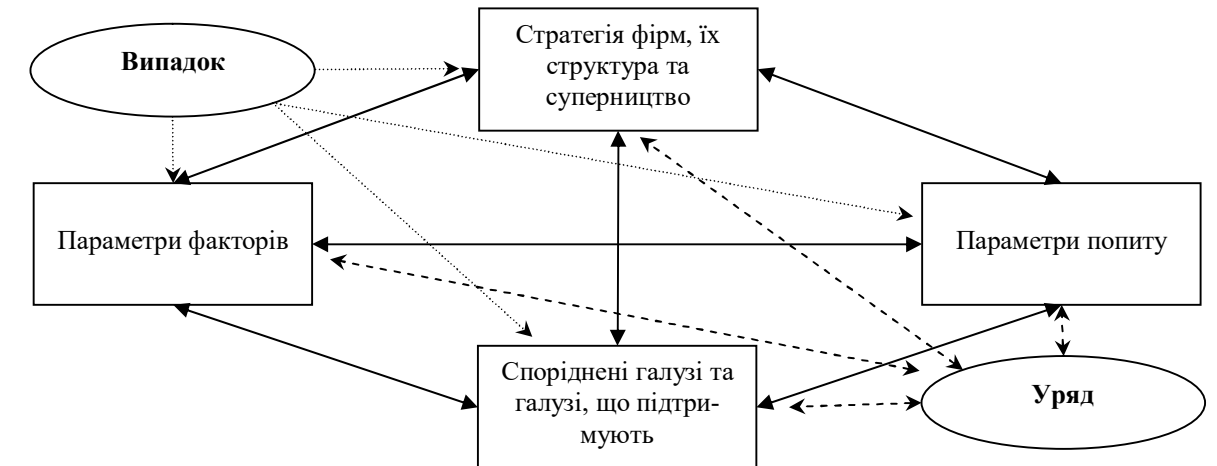 Випадок
Стратегія фірм, їх
структура та
суперництво
Параметри факторів
Параметри попиту
Споріднені галузі та
галузі, що підтри-
мують
Уряд